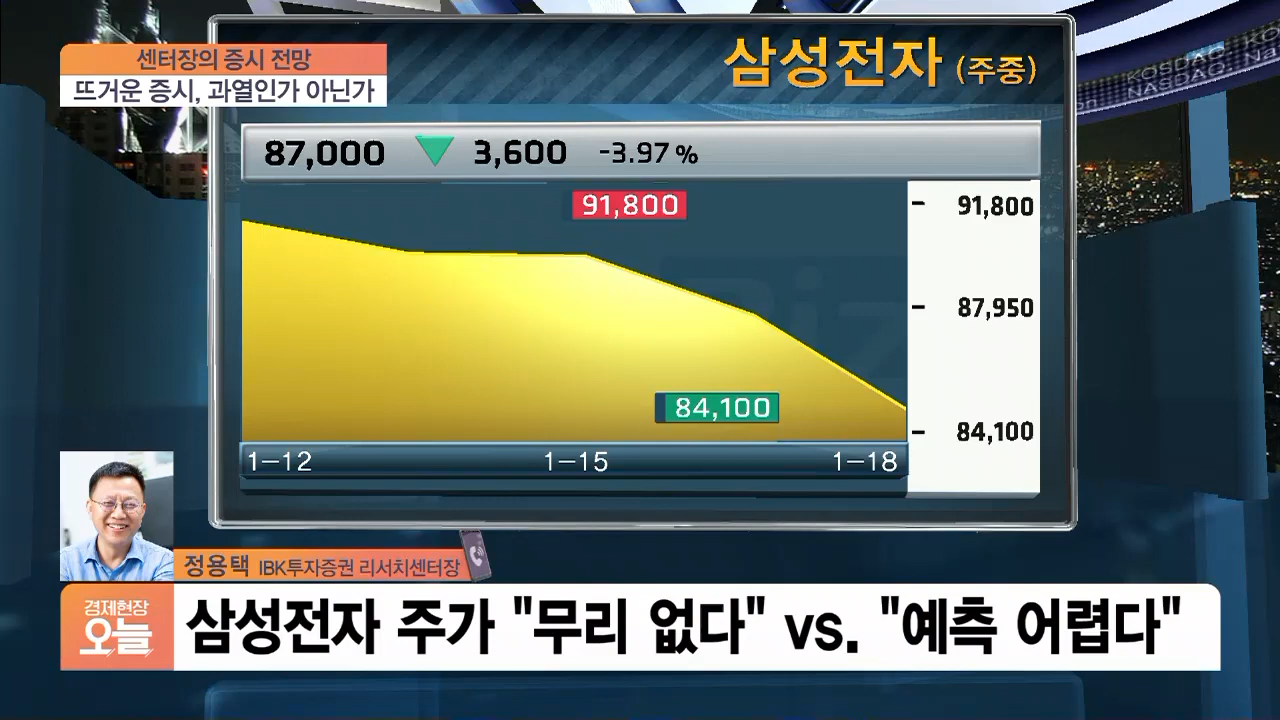 센터장의 증시 전망
뜨거운 증시, 과열인가 아닌가
삼성전자 (주중)
KOSDAC
NASDAQ, Na
87,000 ▼ 3,600 -3.97 %
91,800
91,800
87,950
84,100
84,100
1-12 1-15 1-18
정용택 IBK투자증권 리서치센터장
경제현장
오늘
삼성전자 주가 "무리 없다" vs. "예측 어렵다"